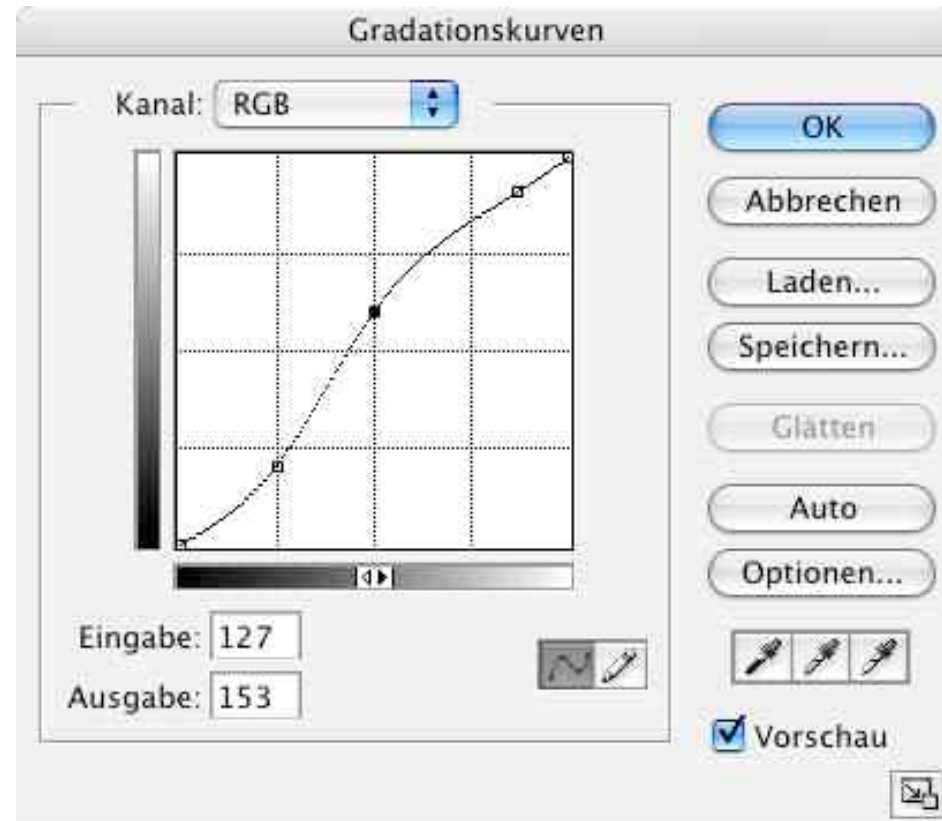 Gradationskurven
Kanal: RGB
OK
Abbrechen
Laden...
Speichern...
Glätten
Auto
Optionen...
Eingabe: 127
Ausgabe: 153
Vorschau